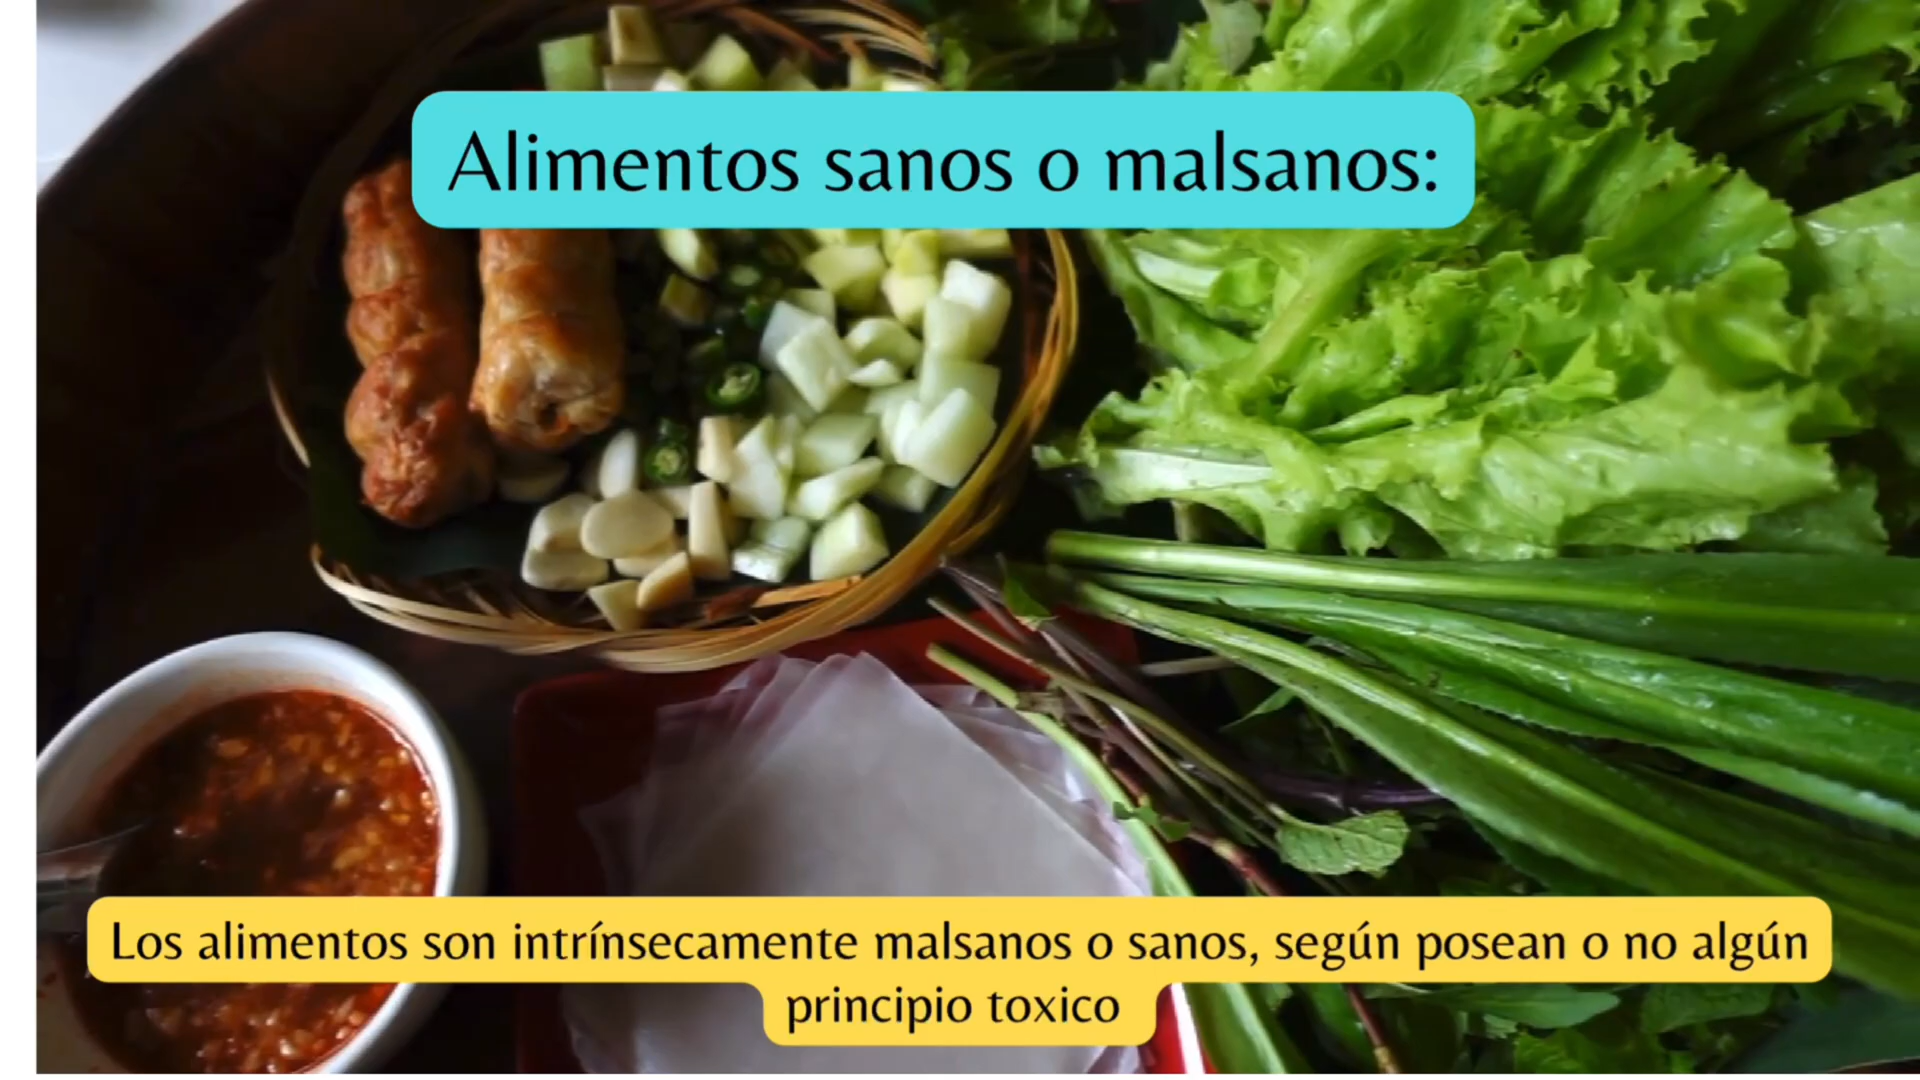 Alimentos sanos o malsanos:
Los alimentos son intrínsecamente malsanos o sanos, según posean o no algún
principio toxico